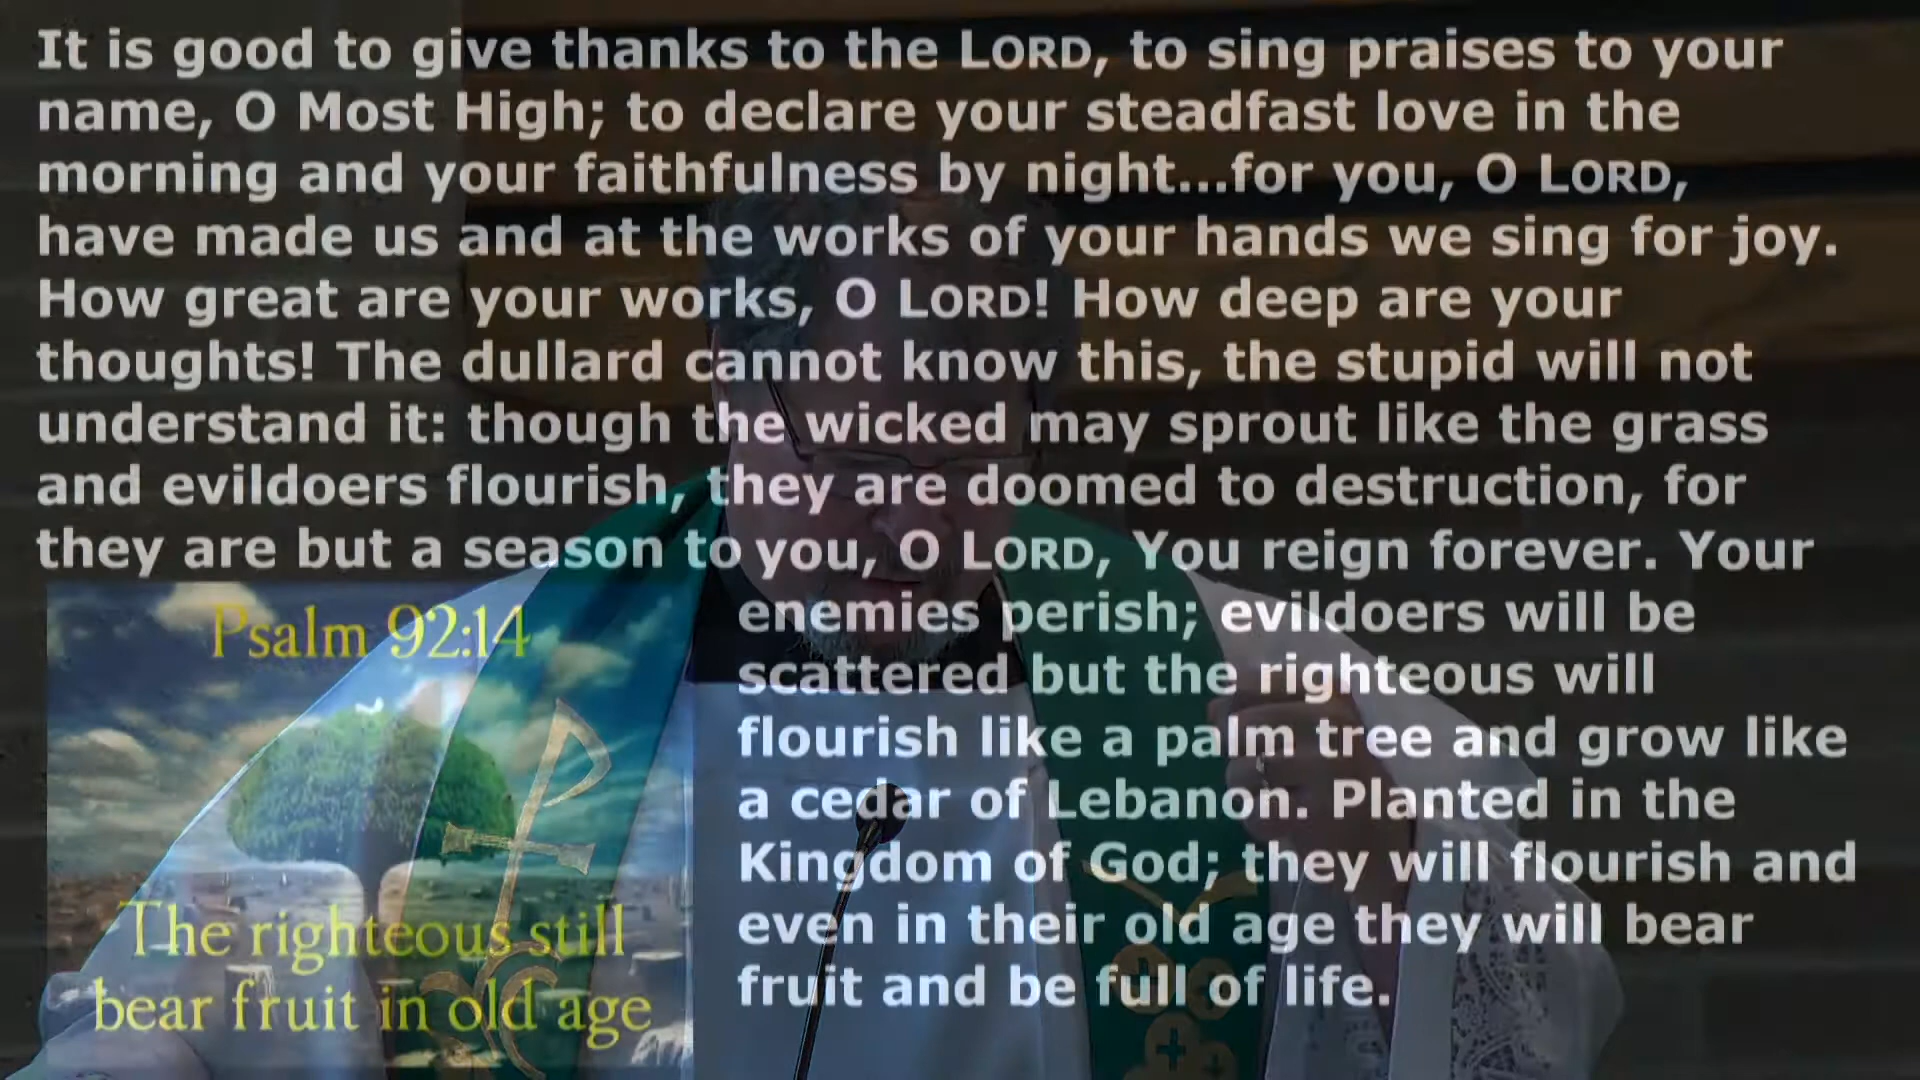 It is good to give thanks to the LORD, to sing praises to your
name, O Most High; to declare your steadfast love in the
morning and your faithfulness by night...for you, O LORD,
have made us and at the works of your hands we sing for joy.
How great are your works, O LORD! How deep are your
thoughts! The dullard cannot know this, the stupid will not
understand it: though the wicked may sprout like the grass
and evildoers flourish, they are doomed to destruction, for
they are but a season to you, O LORD, You reign forever. Your
enemies perish; evildoers will be
scattered but the righteous will
flourish like a palm tree and grow like
a cedar of Lebanon. Planted in the
Kingdom of God; they will flourish and
even in their old age they will bear
fruit and be full of life.
Psalm 92:14
The righteous still
bear fruit in old age